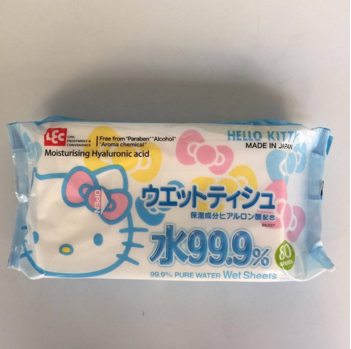 LEC
Free from "Paraben" "Alcohol"
"Aroma chemical"
Moisturising Hyaluronic acid
HELLO KITTY
MADE IN JAPAN
OPEN
ウエットティシュ
保湿成分ヒアルロン酸配合
水99.9%
80
99.9% PURE WATER Wet Sheets